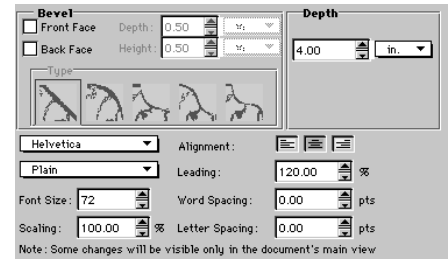 Bevel Depth
Front Face Depth: 0.50
Back Face Height: 0.50 4.00 in.
Type
Helvetica Alignment:
Plain Leading: 120.00 %
Font Size: 72 Word Spacing: 0.00 pts
Scaling: 100.00 % Letter Spacing: 0.00 pts
Note: Some changes will be visible only in the document's main view